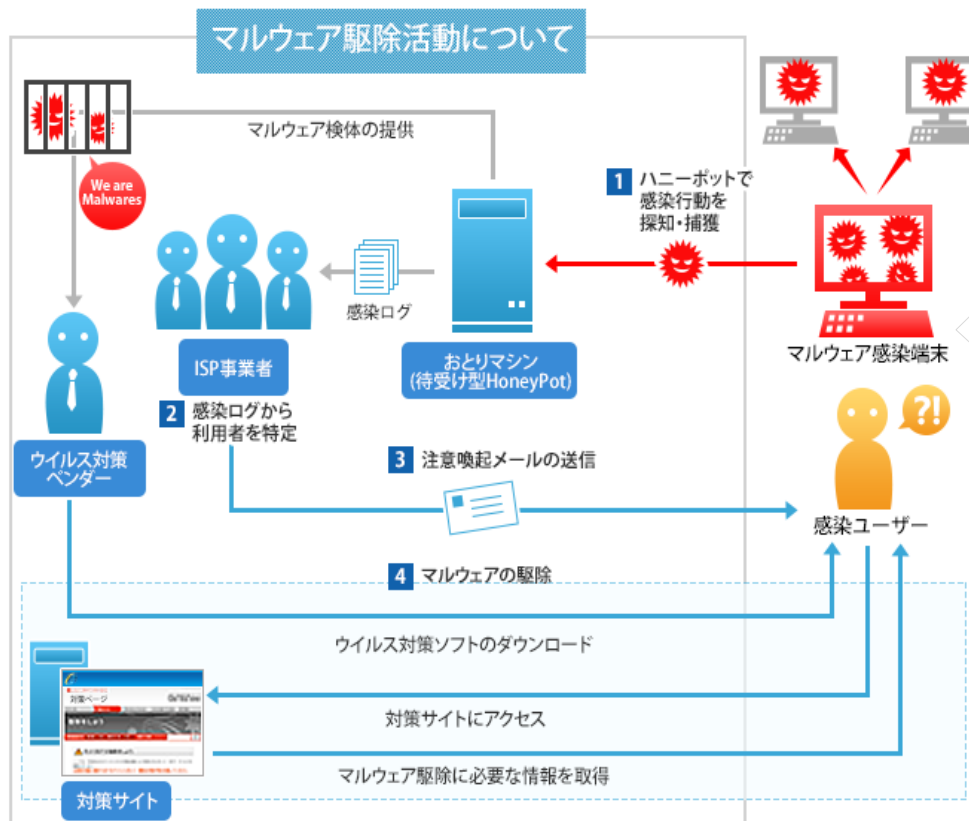 マルウェア駆除活動について
マルウェア検体の提供
We are
Malwares
1 ハニーポットで
感染行動を
探知・捕獲
感染ログ
マルウェア感染端末
ISP事業者
おとりマシン
(待受け型HoneyPot)
2 感染ログから
利用者を特定
?!
ウイルス対策
ベンダー
3 注意喚起メールの送信
感染ユーザー
4 マルウェアの駆除
ウイルス対策ソフトのダウンロード
対策ページ
対策サイトにアクセス
マルウェア駆除に必要な情報を取得
対策サイト